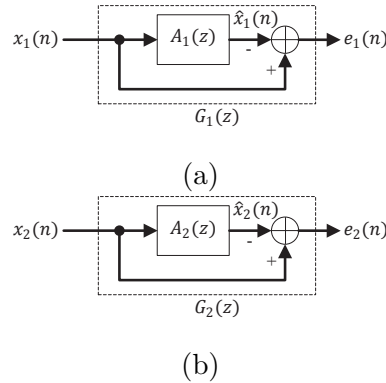 x₁(n) A₁(z) x̂₁(n) - + e₁(n)
G₁(z)
(a)
x₂(n) A₂(z) x̂₂(n) - + e₂(n)
G₂(z)
(b)